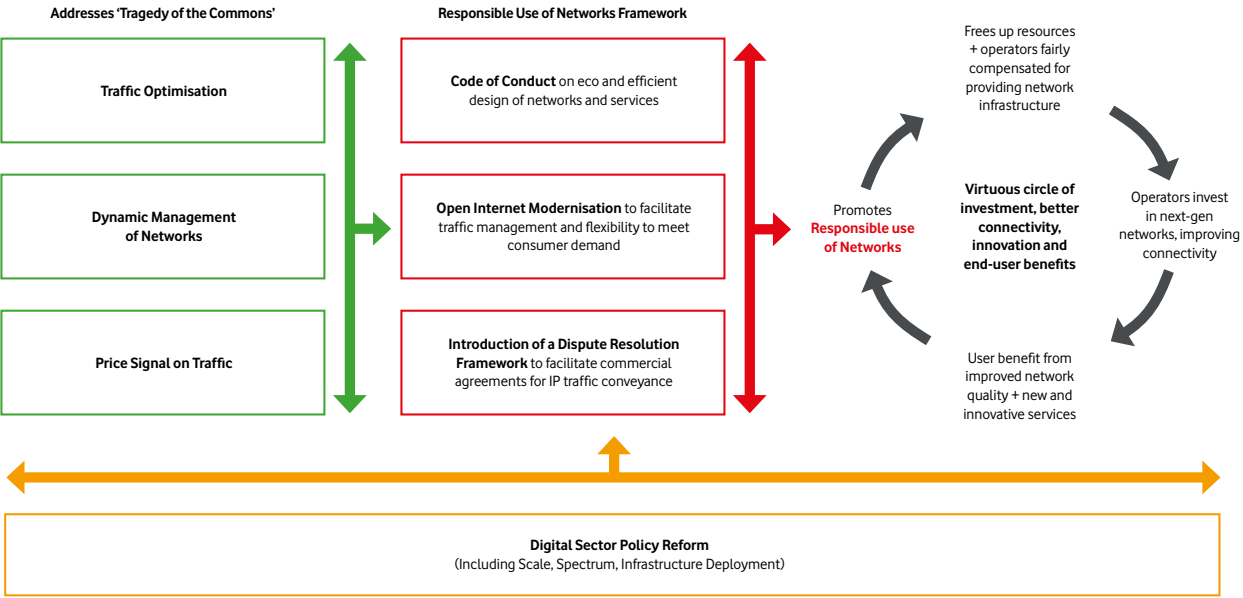 Addresses ‘Tragedy of the Commons’
Traffic Optimisation
Dynamic Management
of Networks
Price Signal on Traffic
Responsible Use of Networks Framework
Code of Conduct on eco and efficient
design of networks and services
Open Internet Modernisation to facilitate
traffic management and flexibility to meet
consumer demand
Introduction of a Dispute Resolution
Framework to facilitate commercial
agreements for IP traffic conveyance
Promotes
Responsible use
of Networks
Frees up resources
+ operators fairly
compensated for
providing network
infrastructure
Operators invest
in next-gen
networks, improving
connectivity
User benefit from
improved network
quality + new and
innovative services
Virtuous circle of
investment, better
connectivity,
innovation and
end-user benefits
Digital Sector Policy Reform
(Including Scale, Spectrum, Infrastructure Deployment)